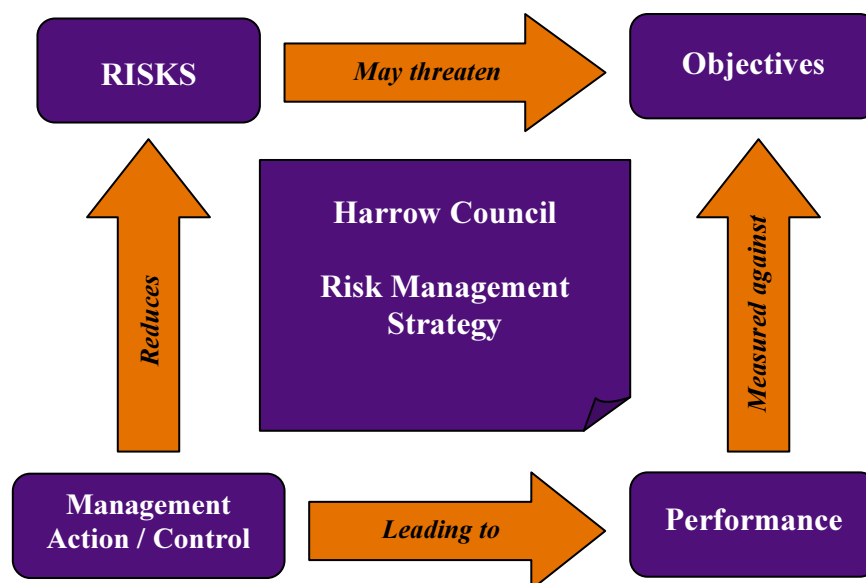 RISKS
May threaten
Objectives
Harrow Council
Risk Management
Strategy
Reduces
Measured against
Management
Action / Control
Leading to
Performance